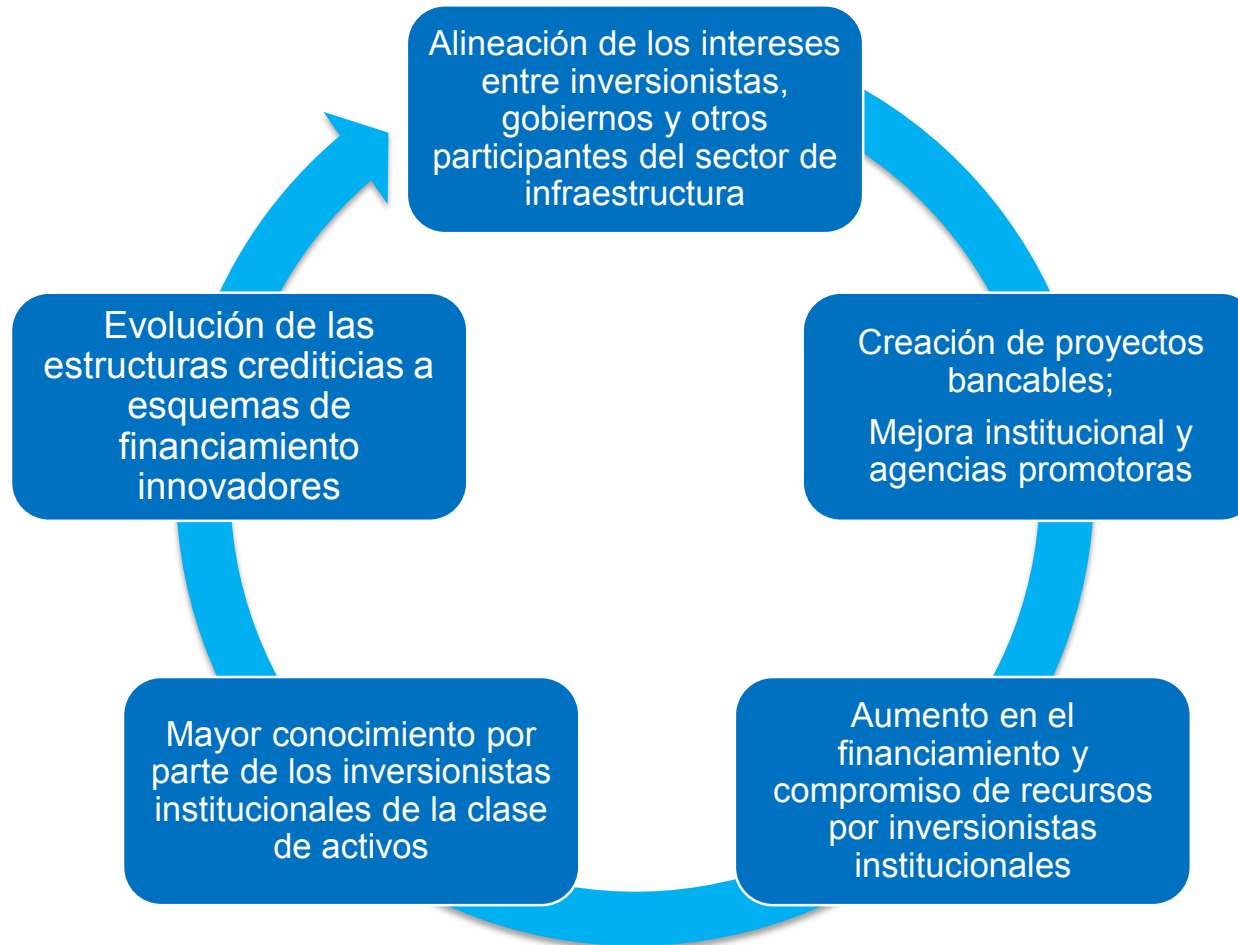 Alineación de los intereses
entre inversionistas,
gobiernos y otros
participantes del sector de
infraestructura
Creación de proyectos
bancables;
Mejora institucional y
agencias promotoras
Aumento en el
financiamiento y
compromiso de recursos
por inversionistas
institucionales
Mayor conocimiento por
parte de los inversionistas
institucionales de la clase
de activos
Evolución de las
estructuras crediticias a
esquemas de
financiamiento
innovadores